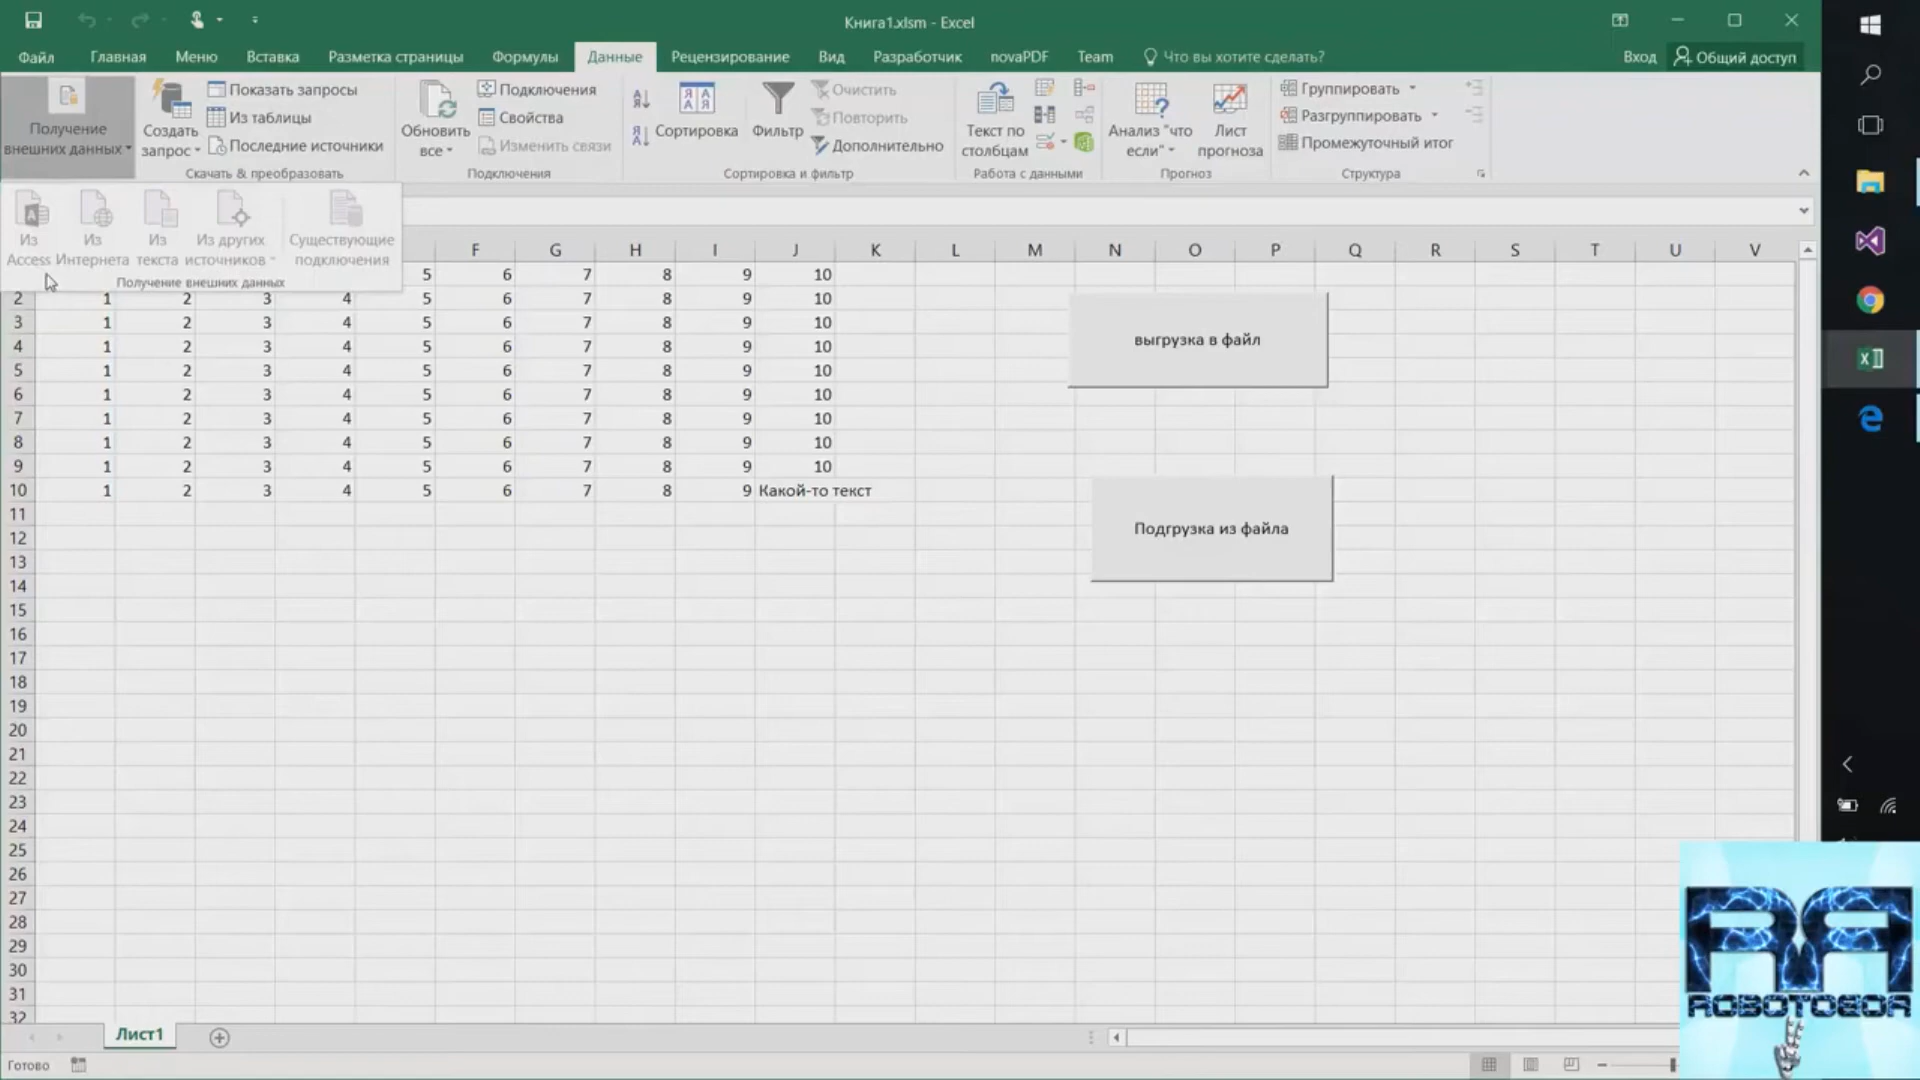 Книга1.xlsm - Excel
Файл Главная Меню Вставка Разметка страницы Формулы Данные Рецензирование Вид Разработчик novaPDF Team Что вы хотите сделать? Вход Общий доступ
Получение внешних данных
Создать запрос
Показать запросы
Из таблицы
Последние источники
Скачать & преобразовать
Обновить все
Подключения
Свойства
Изменить связи
Подключения
Сортировка
Фильтр
Очистить
Повторить
Дополнительно
Сортировка и фильтр
Текст по столбцам
Работа с данными
Анализ "что если"
Лист прогноза
Прогноз
Группировать
Разгруппировать
Промежуточный итог
Структура
Из Access
Из Интернета
Из текста
Из других источников
Существующие подключения
Получение внешних данных
F G H I J K L M N O P Q R S T U V
5 6 7 8 9 10
2 1 2 3 4 5 6 7 8 9 10
3 1 2 3 4 5 6 7 8 9 10
4 1 2 3 4 5 6 7 8 9 10
5 1 2 3 4 5 6 7 8 9 10
6 1 2 3 4 5 6 7 8 9 10
7 1 2 3 4 5 6 7 8 9 10
8 1 2 3 4 5 6 7 8 9 10
9 1 2 3 4 5 6 7 8 9 10
10 1 2 3 4 5 6 7 8 9 Какой-то текст
11
12
13
14
15
16
17
18
19
20
21
22
23
24
25
26
27
28
29
30
31
32
выгрузка в файл
Подгрузка из файла
Лист1
Готово
ROBOTOBOR